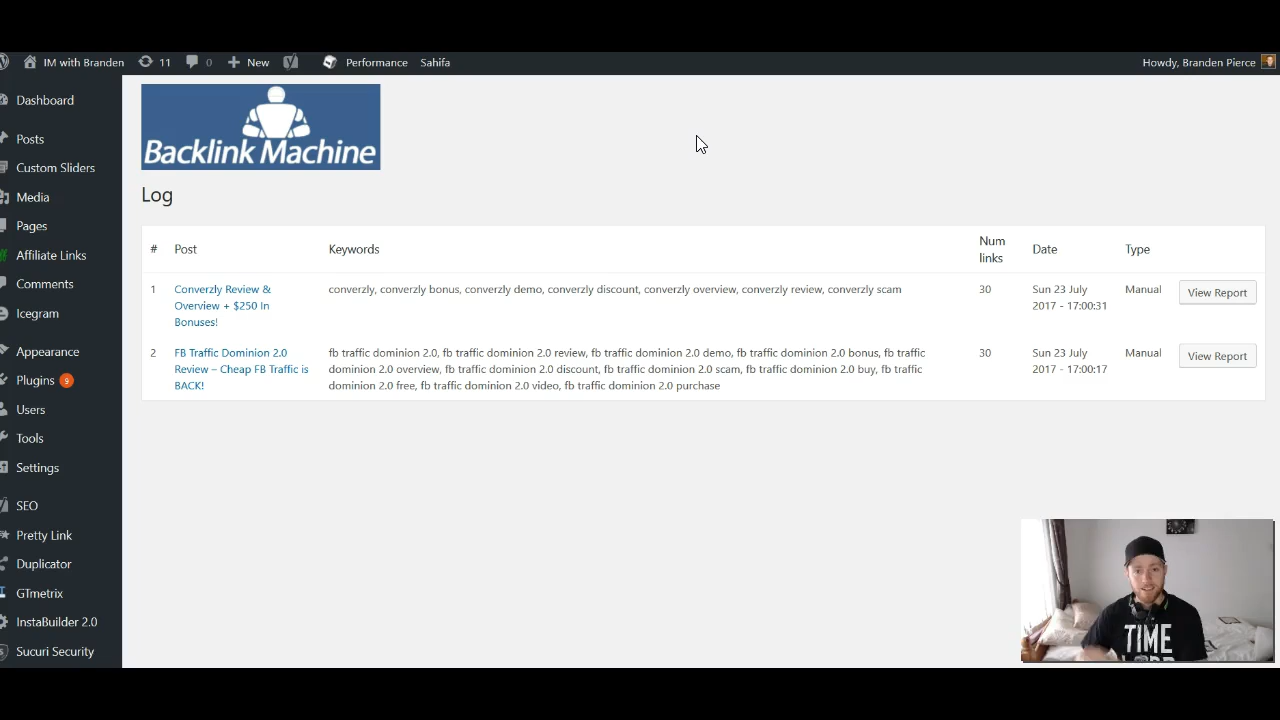 IM with Branden 11 0 New Performance Sahifa Howdy, Branden Pierce
Dashboard
Posts
Custom Sliders
Media
Pages
Affiliate Links
Comments
Icegram
Appearance
Plugins 9
Users
Tools
Settings
SEO
Pretty Link
Duplicator
GTmetrix
InstaBuilder 2.0
Sucuri Security
Backlink Machine
Log
# Post Keywords Num links Date Type
1 Converzly Review & converzly, converzly bonus, converzly demo, converzly discount, converzly overview, converzly review, converzly scam 30 Sun 23 July Manual View Report
Overview + $250 In 2017 - 17:00:31
Bonuses!
2 FB Traffic Dominion 2.0 fb traffic dominion 2.0, fb traffic dominion 2.0 review, fb traffic dominion 2.0 demo, fb traffic dominion 2.0 bonus, fb traffic 30 Sun 23 July Manual View Report
Review – Cheap FB Traffic is dominion 2.0 overview, fb traffic dominion 2.0 discount, fb traffic dominion 2.0 scam, fb traffic dominion 2.0 buy, fb traffic 2017 - 17:00:17
BACK! dominion 2.0 free, fb traffic dominion 2.0 video, fb traffic dominion 2.0 purchase
TIME